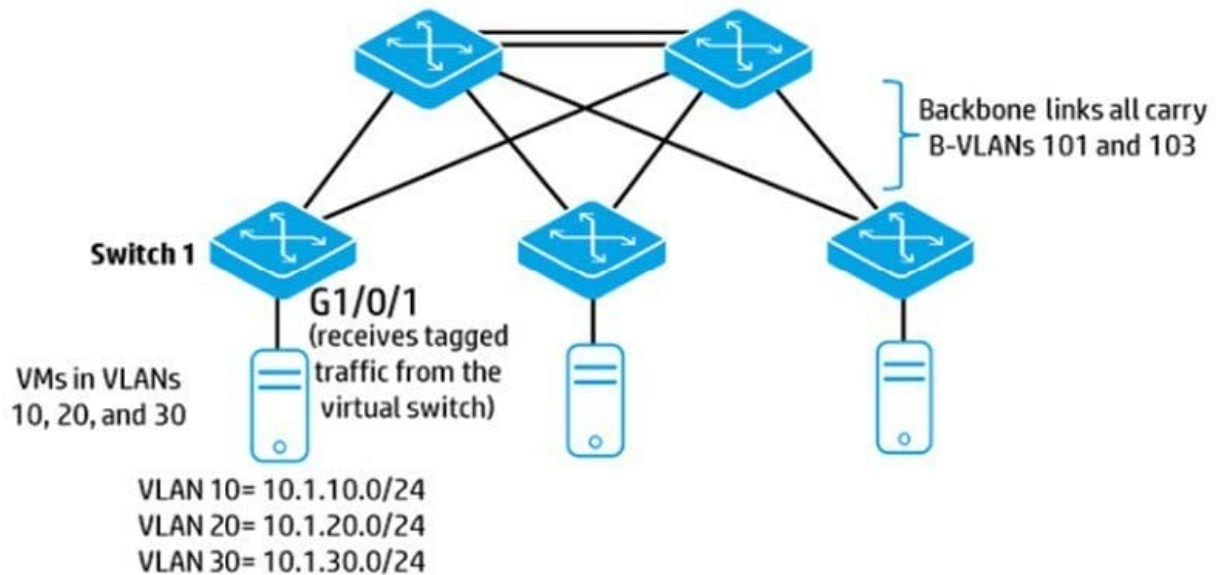 Backbone links all carry
B-VLANs 101 and 103
Switch 1
G1/0/1
(receives tagged
traffic from the
virtual switch)
VMs in VLANs
10, 20, and 30
VLAN 10= 10.1.10.0/24
VLAN 20= 10.1.20.0/24
VLAN 30= 10.1.30.0/24